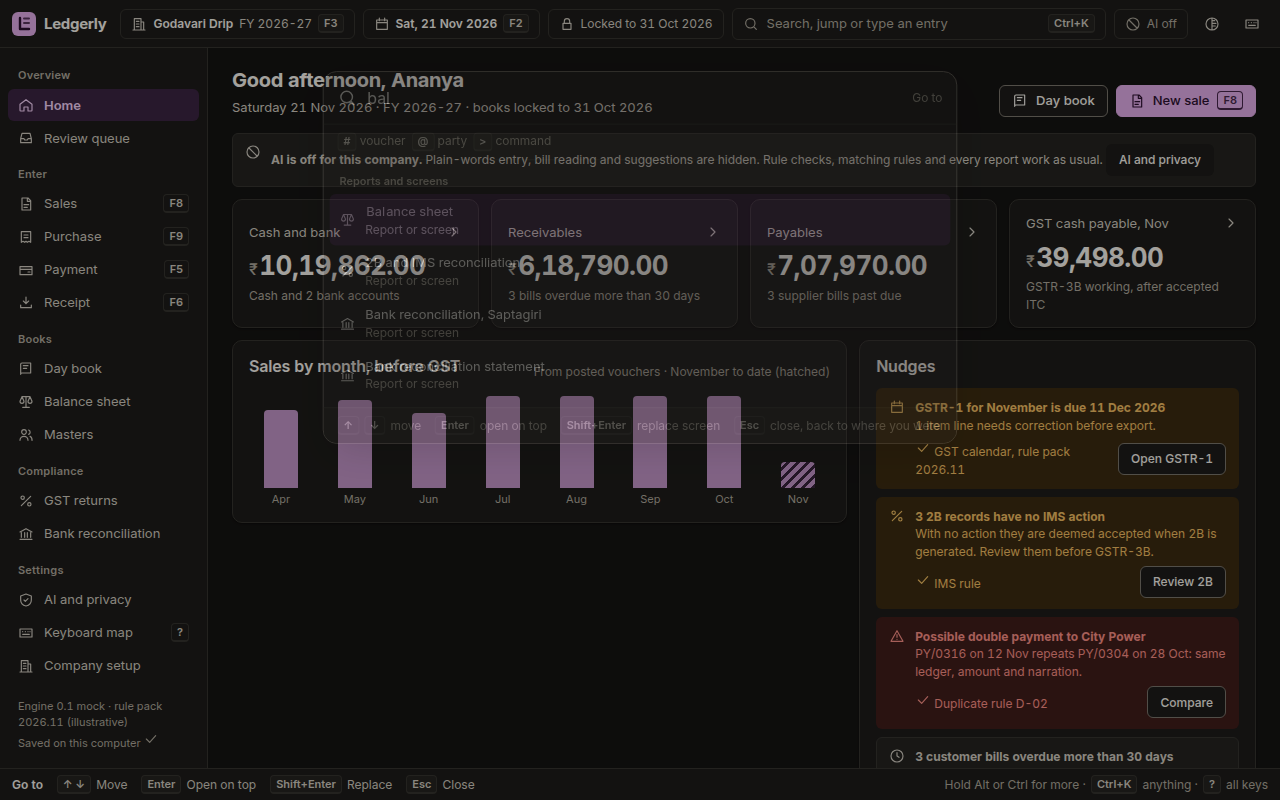 Ledgerly
Godavari Drip FY 2026-27 F3
Sat, 21 Nov 2026 F2
Locked to 31 Oct 2026
Search, jump or type an entry Ctrl+K
AI off
Overview
Home
Review queue
Enter
Sales F8
Purchase F9
Payment F5
Receipt F6
Books
Day book
Balance sheet
Masters
Compliance
GST returns
Bank reconciliation
Settings
AI and privacy
Keyboard map ?
Company setup
Engine 0.1 mock · rule pack
2026.11 (illustrative)
Saved on this computer
Good afternoon, Ananya
Saturday 21 Nov 2026 · FY 2026-27 · books locked to 31 Oct 2026
Day book
New sale F8
bal
Go to
# voucher @ party > command
AI is off for this company. Plain-words entry, bill reading and suggestions are hidden. Rule checks, matching rules and every report work as usual.
AI and privacy
Reports and screens
Balance sheet
Report or screen
2B and IMS reconciliation
Report or screen
Bank reconciliation, Saptagiri
Report or screen
Bank reconciliation statement
Report or screen
↑ ↓ move Enter open on top Shift+Enter replace screen Esc close, back to where you were
Cash and bank
₹10,19,862.00
Cash and 2 bank accounts
Receivables
₹6,18,790.00
3 bills overdue more than 30 days
Payables
₹7,07,970.00
3 supplier bills past due
GST cash payable, Nov
₹39,498.00
GSTR-3B working, after accepted
ITC
Sales by month, before GST
From posted vouchers · November to date (hatched)
Apr May Jun Jul Aug Sep Oct Nov
Nudges
GSTR-1 for November is due 11 Dec 2026
1 item line needs correction before export.
GST calendar, rule pack
2026.11
Open GSTR-1
3 2B records have no IMS action
With no action they are deemed accepted when 2B is
generated. Review them before GSTR-3B.
IMS rule
Review 2B
Possible double payment to City Power
PY/0316 on 12 Nov repeats PY/0304 on 28 Oct: same
ledger, amount and narration.
Duplicate rule D-02
Compare
3 customer bills overdue more than 30 days
Go to ↑ ↓ Move Enter Open on top Shift+Enter Replace Esc Close
Hold Alt or Ctrl for more · Ctrl+K anything · ? all keys